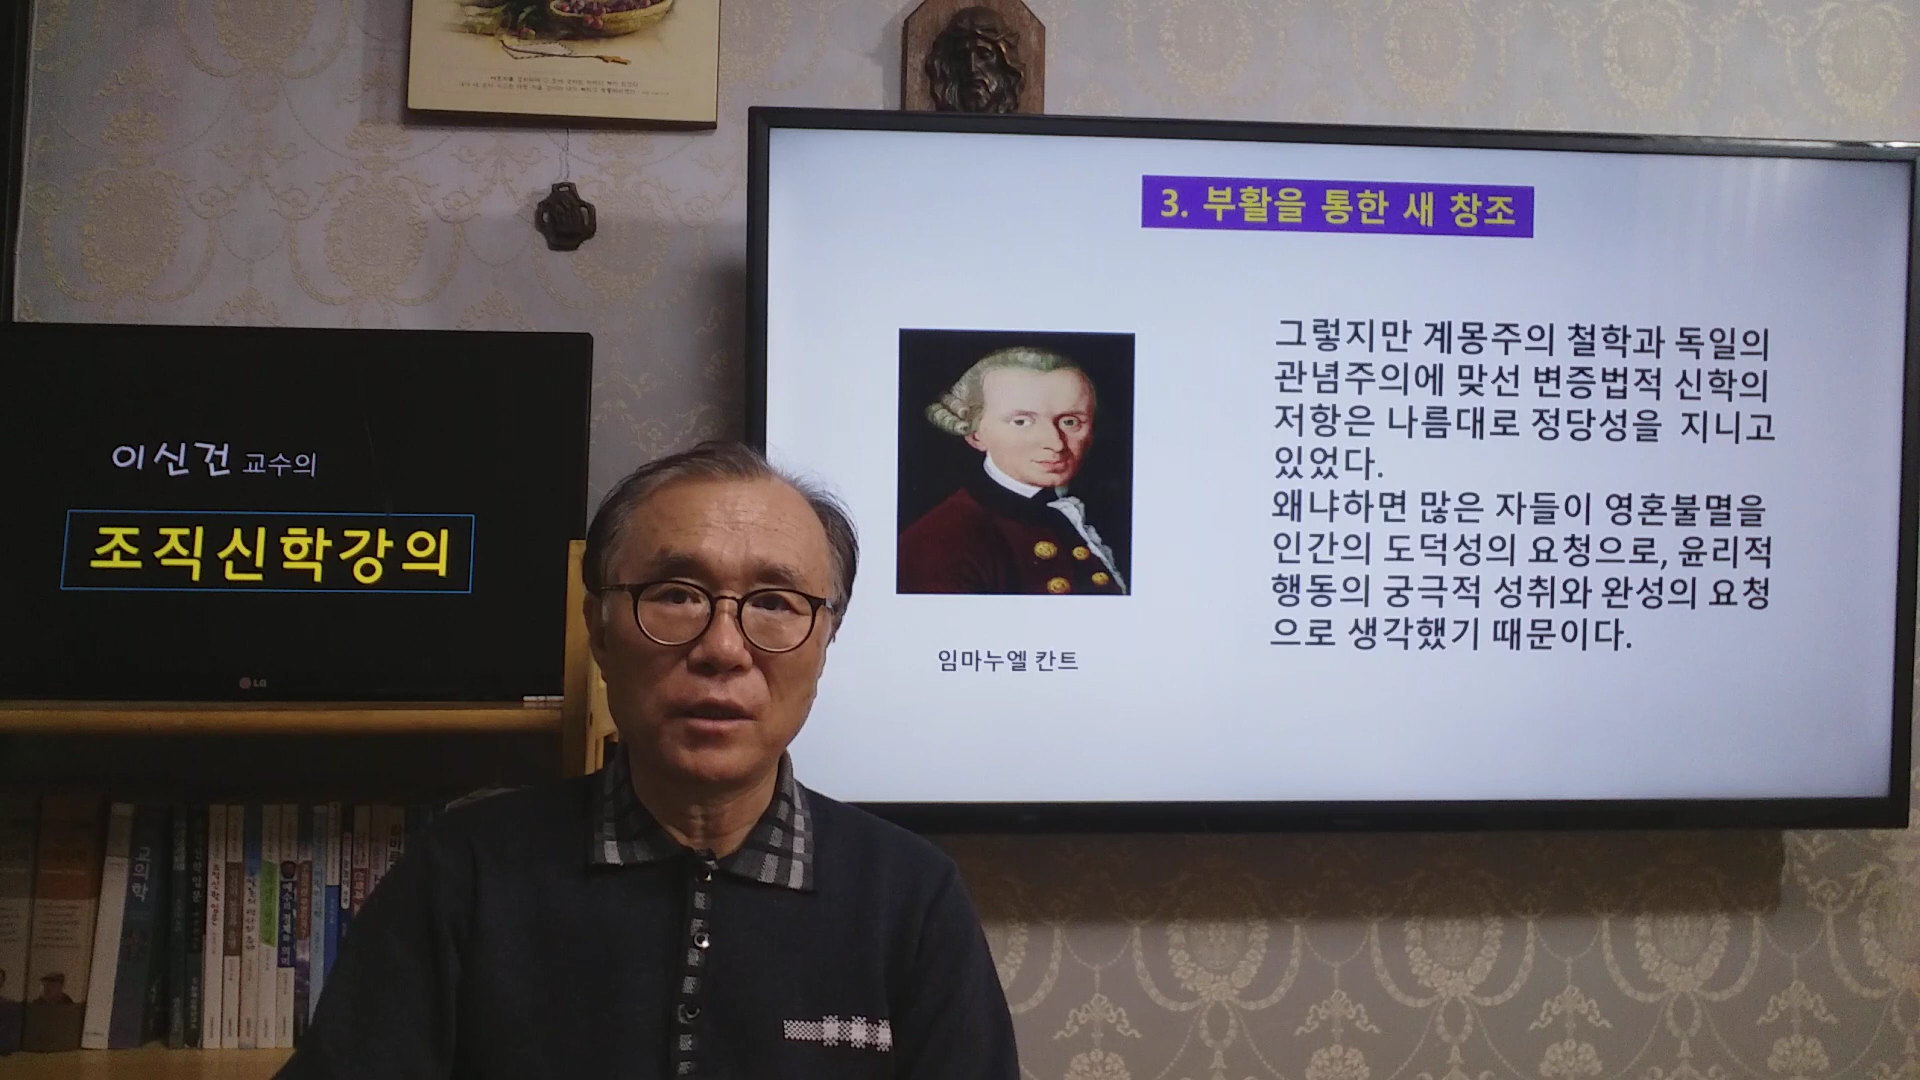 3. 부활을 통한 새 창조
그렇지만 계몽주의 철학과 독일의
관념주의에 맞선 변증법적 신학의
저항은 나름대로 정당성을 지니고
있었다.
왜냐하면 많은 자들이 영혼불멸을
인간의 도덕성의 요청으로, 윤리적
행동의 궁극적 성취와 완성의 요청
으로 생각했기 때문이다.
임마누엘 칸트
이신건 교수의
조직신학강의
LG
교의학